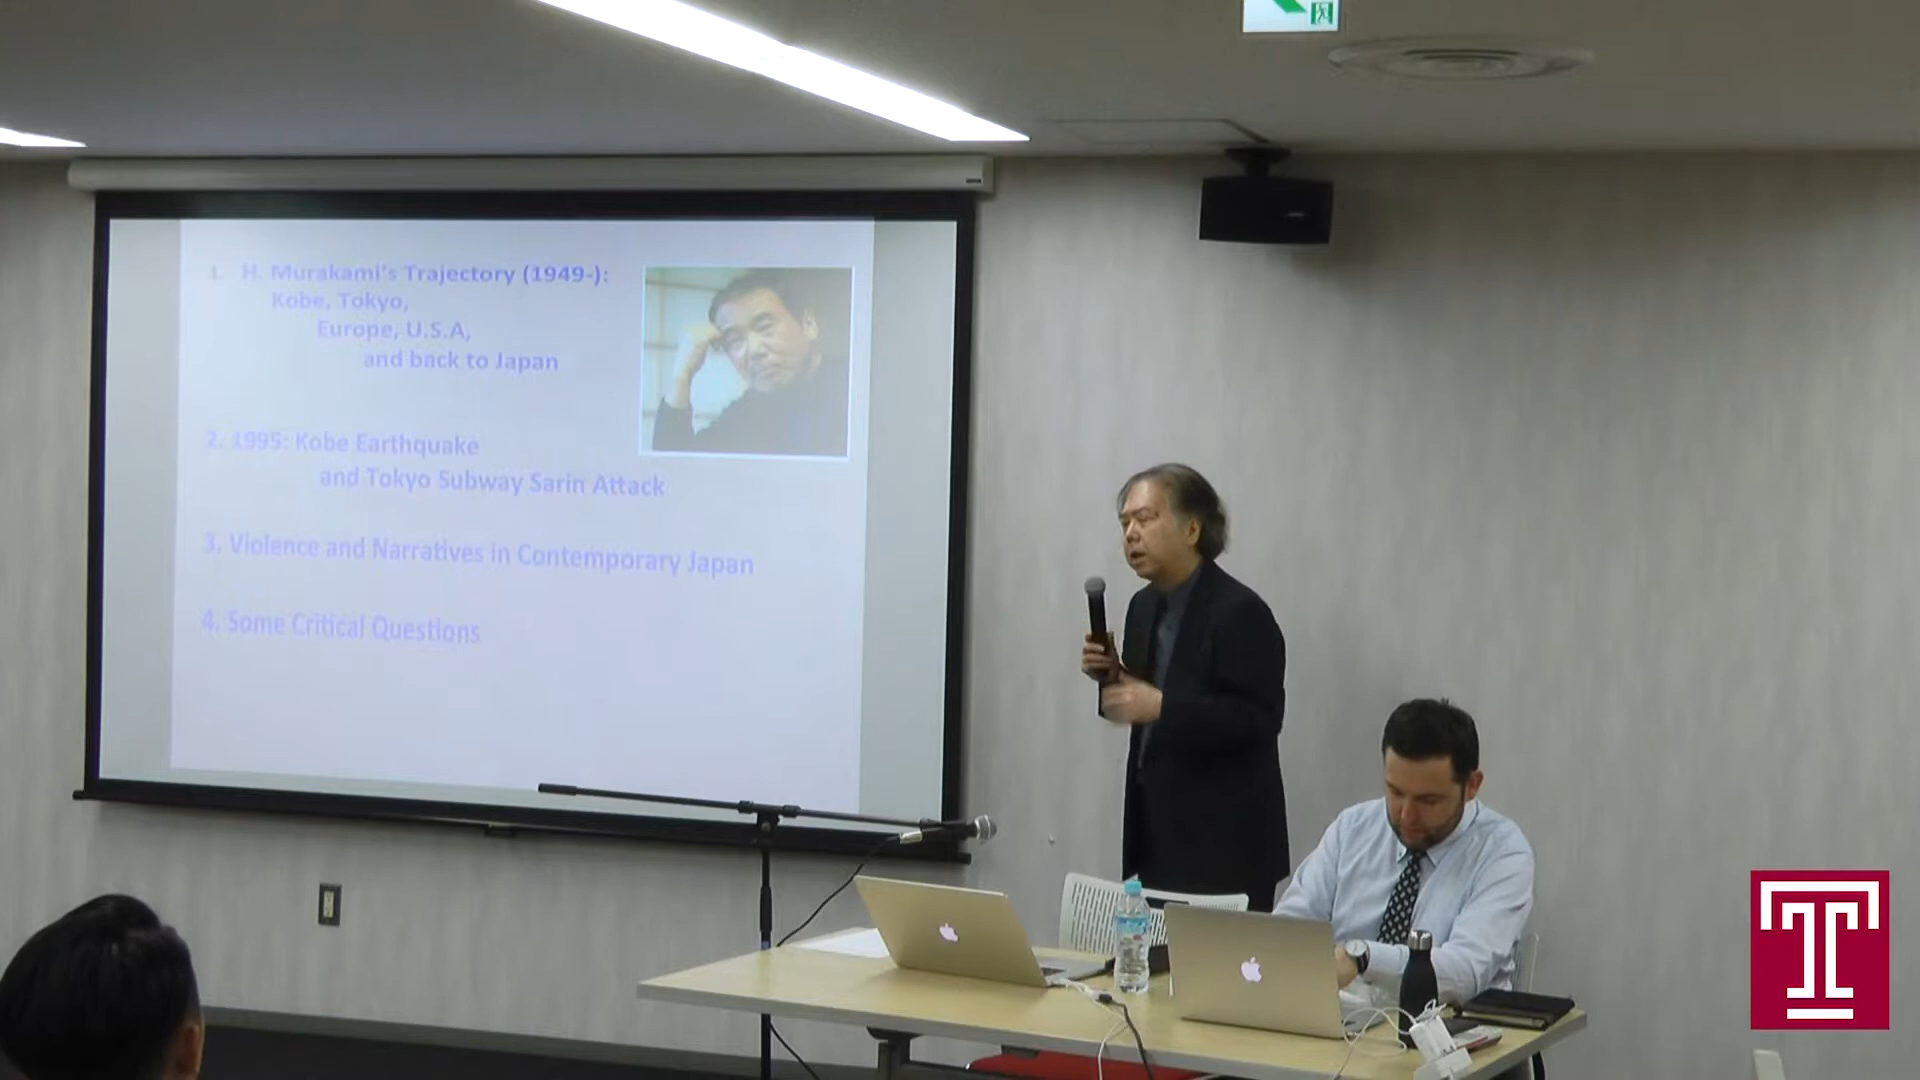 1. H. Murakami's Trajectory (1949-):
Kobe, Tokyo,
Europe, U.S.A,
and back to Japan
2. 1995: Kobe Earthquake
and Tokyo Subway Sarin Attack
3. Violence and Narratives in Contemporary Japan
4. Some Critical Questions
T